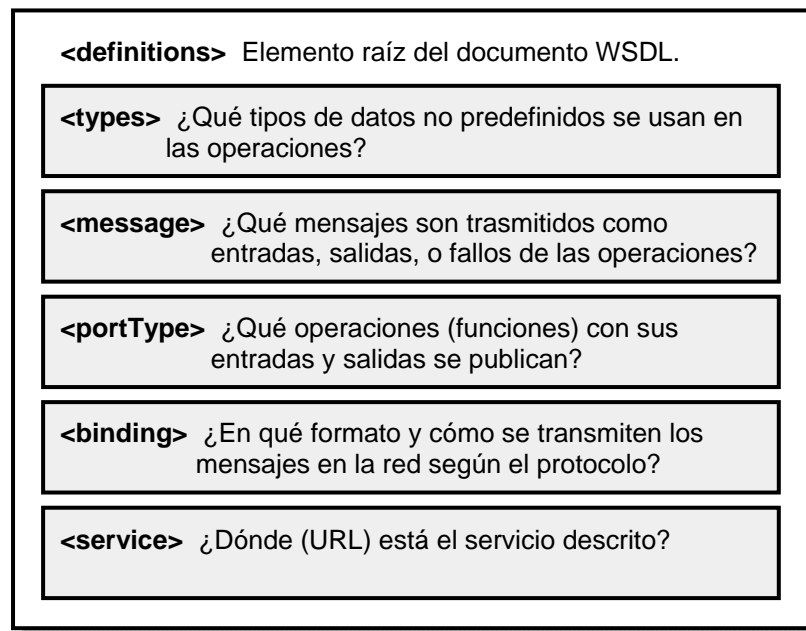 <definitions> Elemento raíz del documento WSDL.
<types> ¿Qué tipos de datos no predefinidos se usan en
las operaciones?
<message> ¿Qué mensajes son trasmitidos como
entradas, salidas, o fallos de las operaciones?
<portType> ¿Qué operaciones (funciones) con sus
entradas y salidas se publican?
<binding> ¿En qué formato y cómo se transmiten los
mensajes en la red según el protocolo?
<service> ¿Dónde (URL) está el servicio descrito?